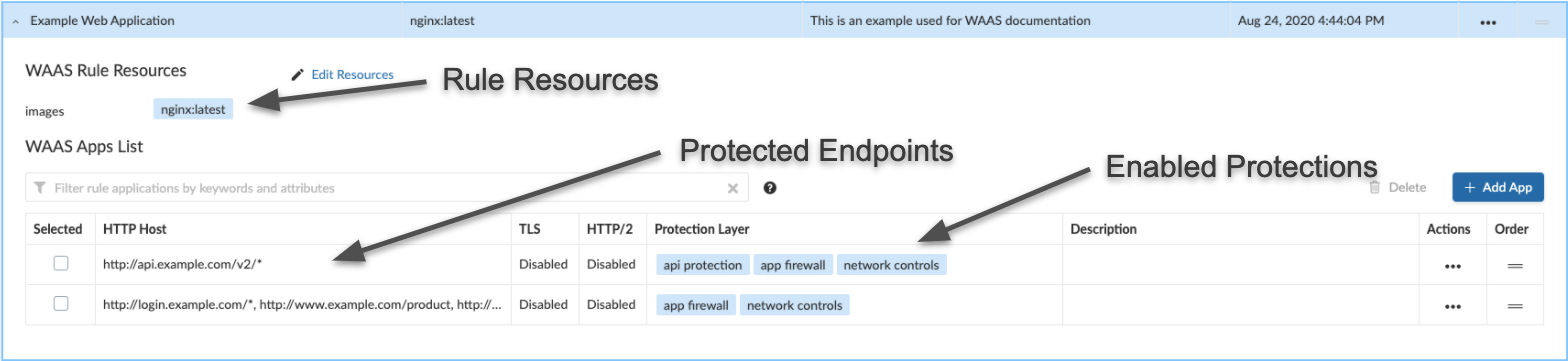 Example Web Application nginx:latest This is an example used for WAAS documentation Aug 24, 2020 4:44:04 PM •••
WAAS Rule Resources Edit Resources Rule Resources
images nginx:latest
WAAS Apps List Protected Endpoints Enabled Protections
Filter rule applications by keywords and attributes ? Delete + Add App
Selected HTTP Host TLS HTTP/2 Protection Layer Description Actions Order
http://api.example.com/v2/* Disabled Disabled api protection app firewall network controls •••
http://login.example.com/*, http://www.example.com/product, http://... Disabled Disabled app firewall network controls •••